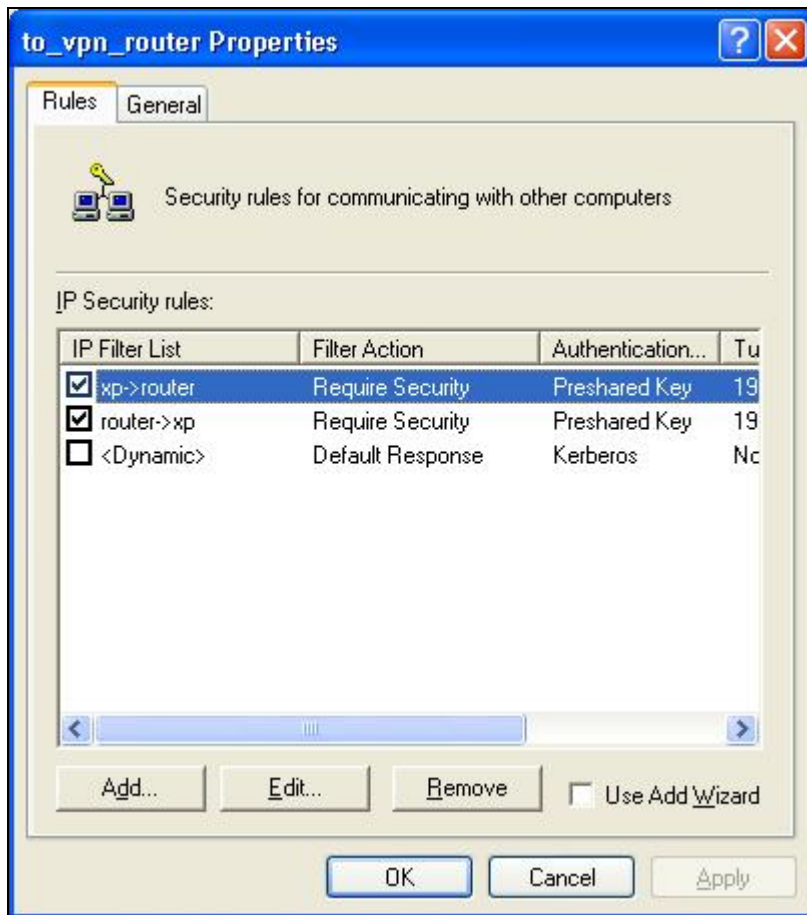 to_vpn_router Properties
Rules General
Security rules for communicating with other computers
IP Security rules:
IP Filter List Filter Action Authentication... Tu
xp->router Require Security Preshared Key 19
router->xp Require Security Preshared Key 19
<Dynamic> Default Response Kerberos No
Add... Edit... Remove Use Add Wizard
OK Cancel Apply